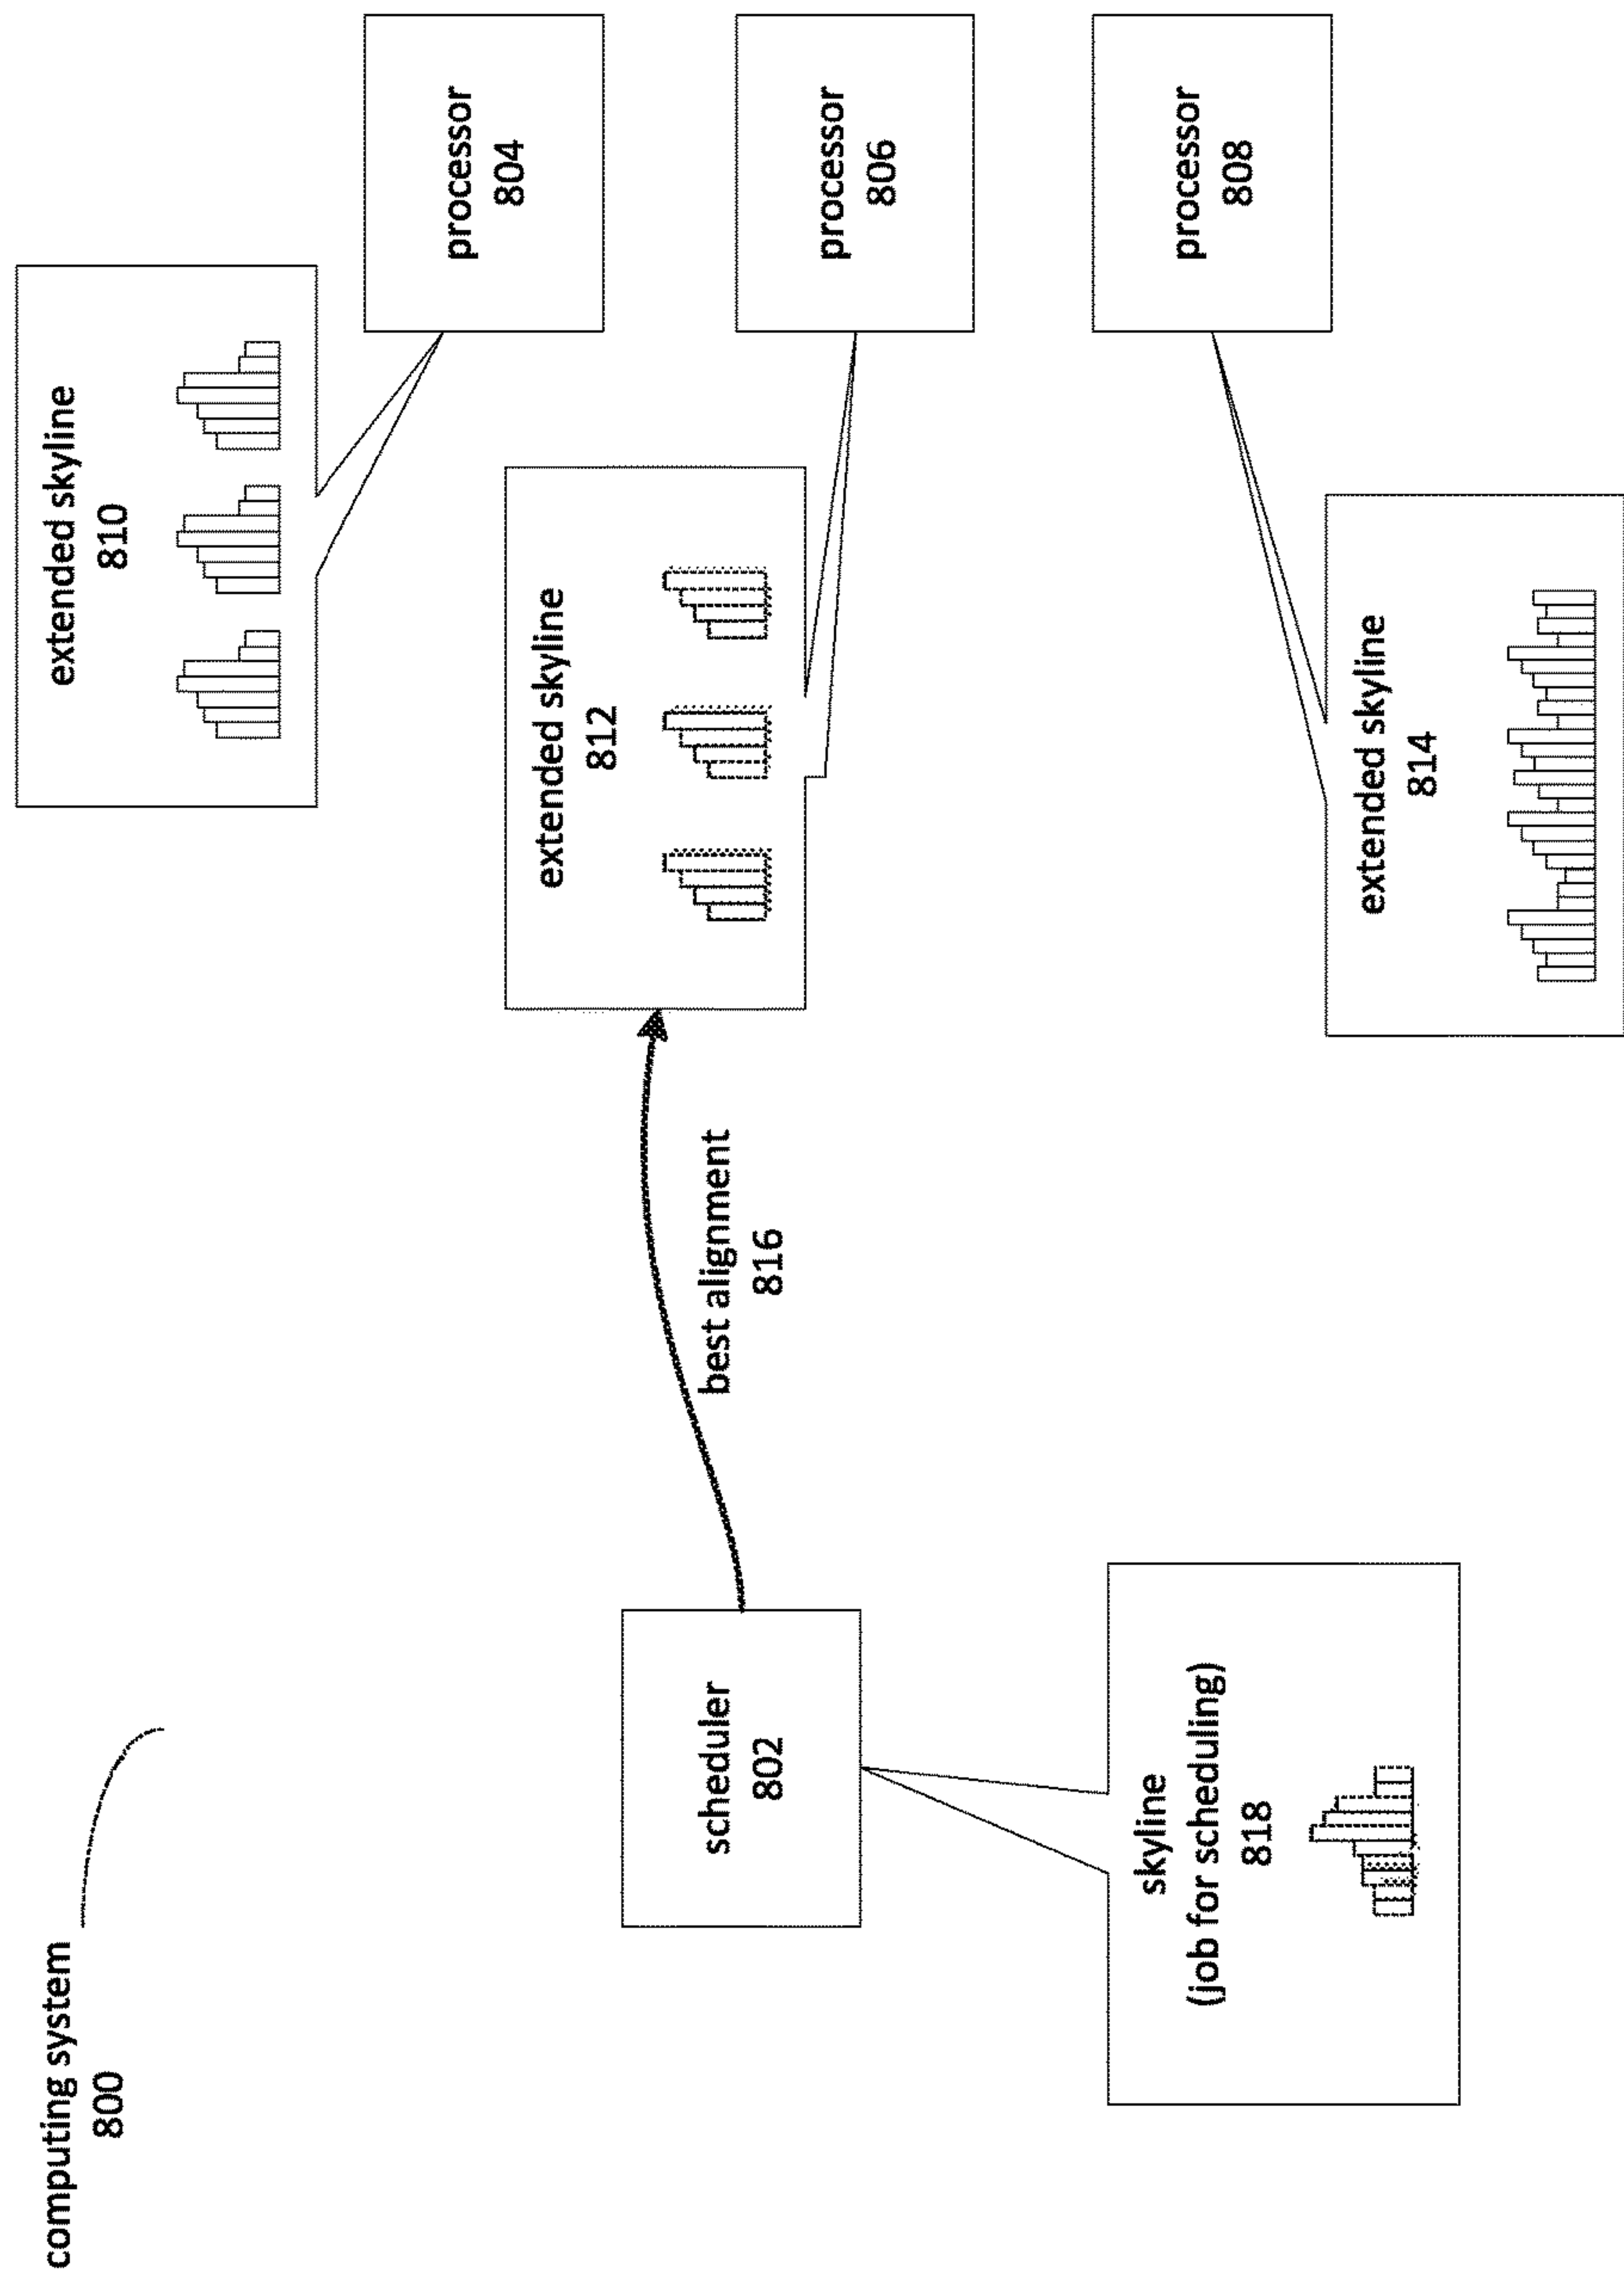 computing system
800
scheduler
802
skyline
(job for scheduling)
818
best alignment
816
extended skyline
810
extended skyline
812
extended skyline
814
processor
804
processor
806
processor
808